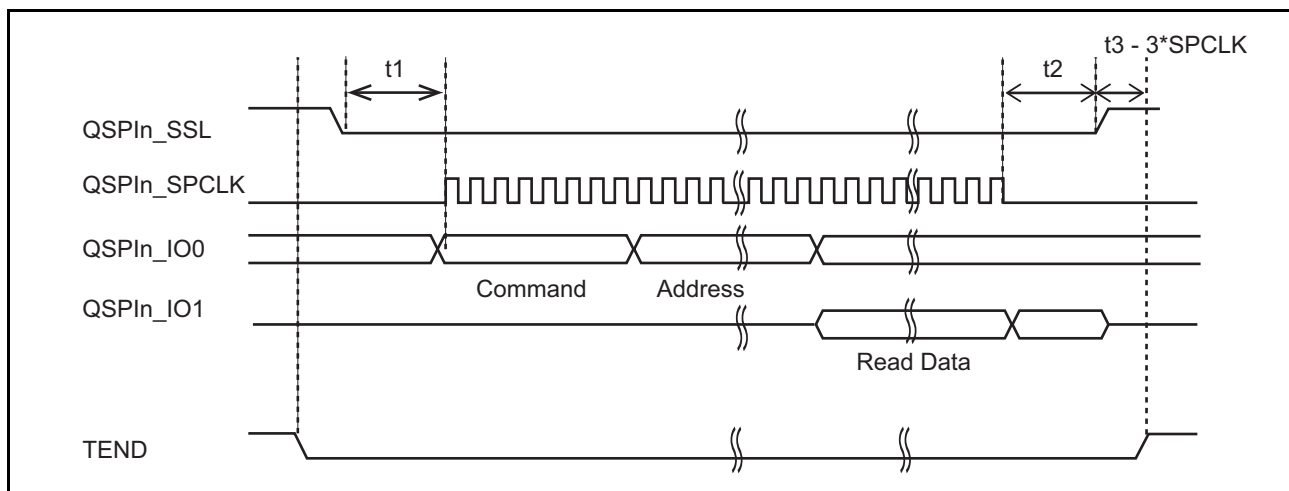 t3 - 3*SPCLK
t1
t2
QSPIn_SSL
QSPIn_SPCLK
QSPIn_IO0
Command
Address
QSPIn_IO1
Read Data
TEND